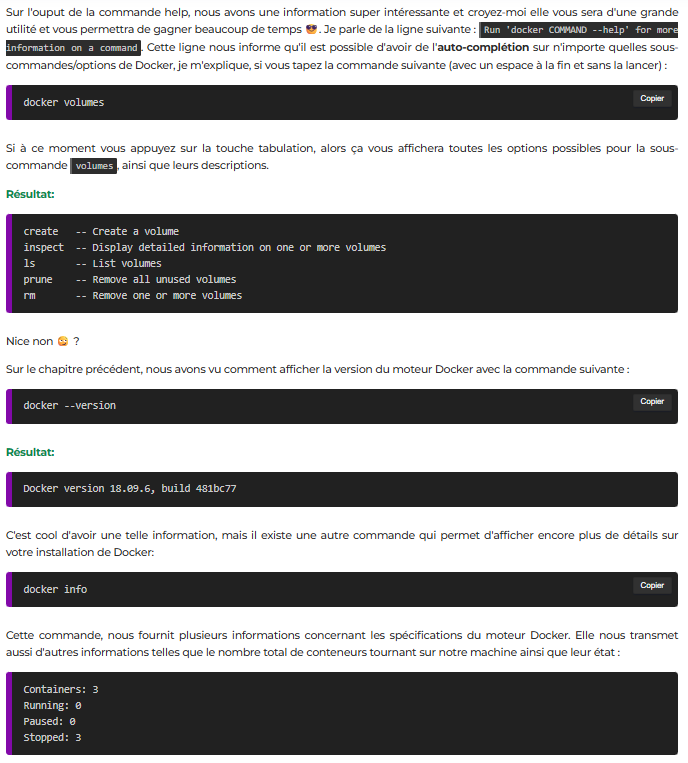 Sur l'ouput de la commande help, nous avons une information super intéressante et croyez-moi elle vous sera d'une grande
utilité et vous permettra de gagner beaucoup de temps 😎. Je parle de la ligne suivante : Run 'docker COMMAND --help' for more
information on a command. Cette ligne nous informe qu'il est possible d'avoir de l'auto-complétion sur n'importe quelles sous-
commandes/options de Docker, je m'explique, si vous tapez la commande suivante (avec un espace à la fin et sans la lancer) :
docker volumes
Copier
Si à ce moment vous appuyez sur la touche tabulation, alors ça vous affichera toutes les options possibles pour la sous-
commande volumes, ainsi que leurs descriptions.
Résultat:
create -- Create a volume
inspect -- Display detailed information on one or more volumes
ls -- List volumes
prune -- Remove all unused volumes
rm -- Remove one or more volumes
Nice non 😜 ?
Sur le chapitre précédent, nous avons vu comment afficher la version du moteur Docker avec la commande suivante :
docker --version
Copier
Résultat:
Docker version 18.09.6, build 481bc77
C'est cool d'avoir une telle information, mais il existe une autre commande qui permet d'afficher encore plus de détails sur
votre installation de Docker:
docker info
Copier
Cette commande, nous fournit plusieurs informations concernant les spécifications du moteur Docker. Elle nous transmet
aussi d'autres informations telles que le nombre total de conteneurs tournant sur notre machine ainsi que leur état :
Containers: 3
Running: 0
Paused: 0
Stopped: 3